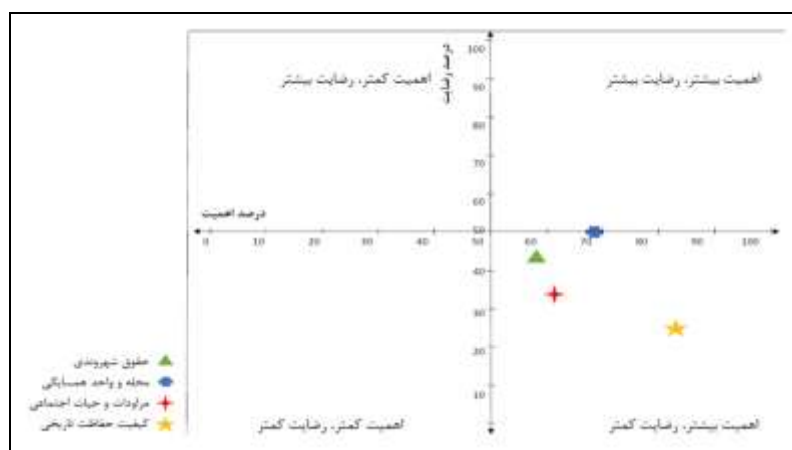 درصد رضایت
اهمیت بیشتر، رضایت بیشتر
اهمیت کمتر، رضایت بیشتر
100
90
80
70
60
50
درصد اهمیت
0 10 20 30 40 50 60 70 80 90 100
40
30
20
10
0
حقوق شهروندی
محله و واحد همسایگی
مراودات و حیات اجتماعی
کیفیت حفاظت تاریخی
اهمیت بیشتر، رضایت کمتر
اهمیت کمتر، رضایت کمتر